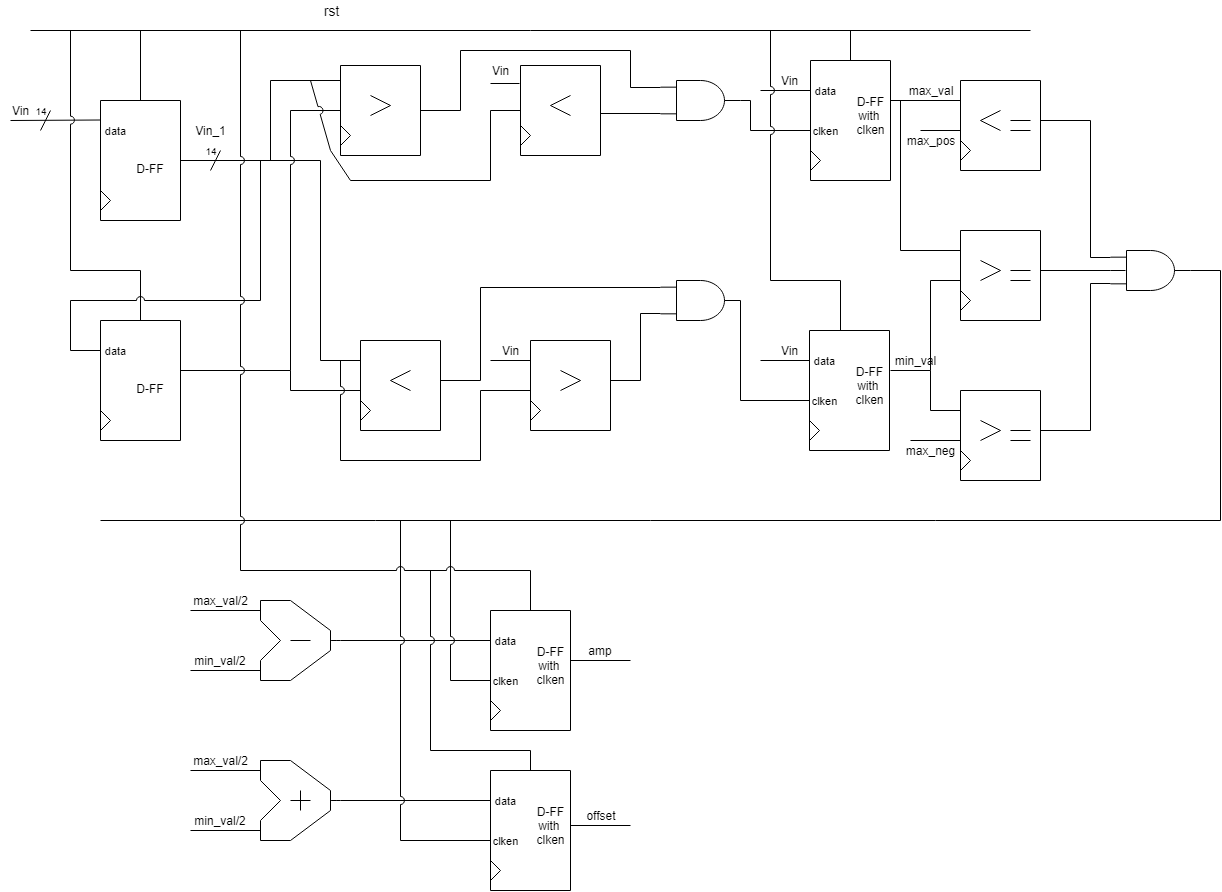 rst
Vin 14
data
D-FF
Vin_1
14
>
Vin
<
Vin
data
D-FF
with
clken
clken
max_val
max_pos
< =
> =
data
D-FF
<
Vin
>
Vin
data
D-FF
with
clken
clken
min_val
max_neg
> =
max_val/2
min_val/2
−
data
D-FF
with
clken
clken
amp
max_val/2
min_val/2
+
data
D-FF
with
clken
clken
offset